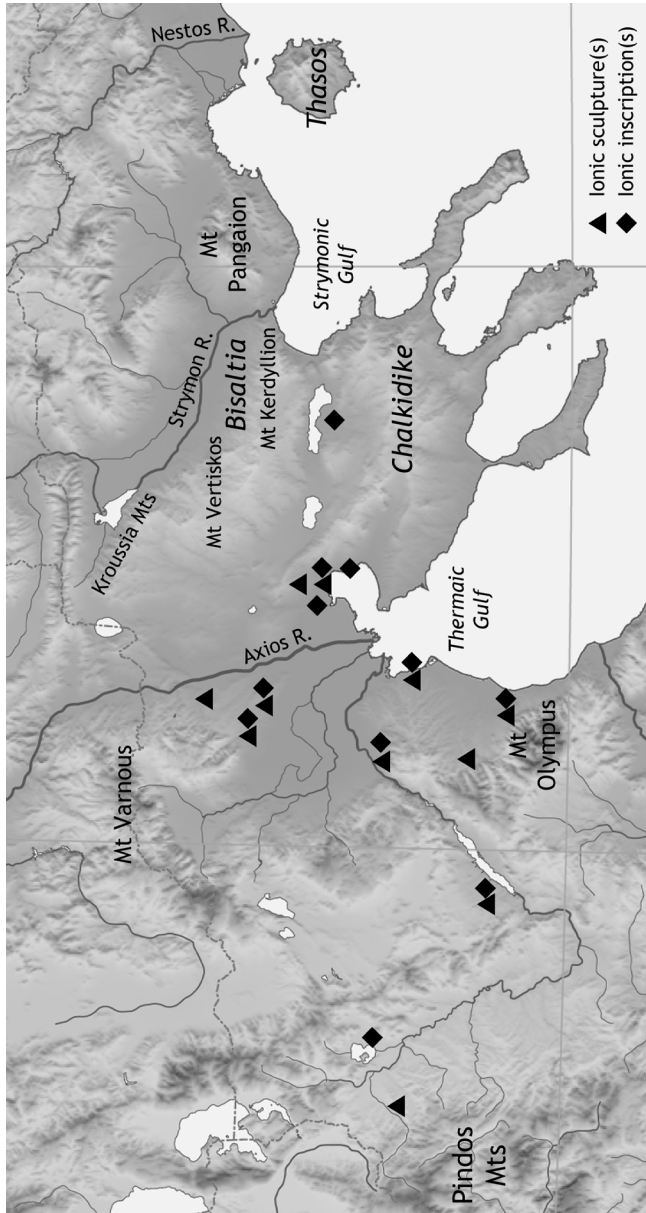 Nestos R.
Thasos
Mt
Pangaion
Strymonic
Gulf
Strymon R.
Bisaltia
Mt Kerdyllion
Mt Vertiskos
Kroussia Mts
Chalkidike
Axios R.
Thermaic
Gulf
Mt Varnous
Mt
Olympus
Pindos
Mts
Ionic sculpture(s)
Ionic inscription(s)